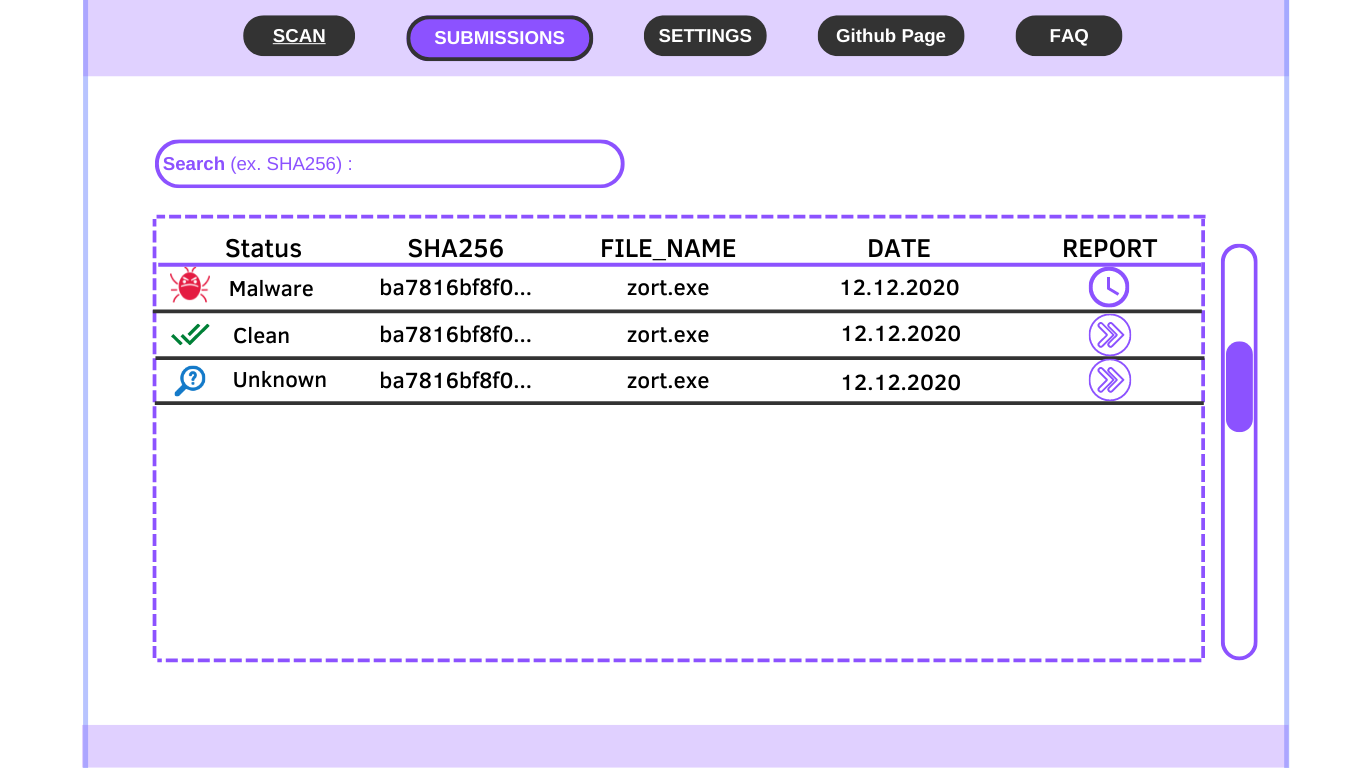 SCAN SUBMISSIONS SETTINGS Github Page FAQ
Search (ex. SHA256) :
Status SHA256 FILE_NAME DATE REPORT
Malware ba7816bf8f0... zort.exe 12.12.2020
Clean ba7816bf8f0... zort.exe 12.12.2020
? Unknown ba7816bf8f0... zort.exe 12.12.2020